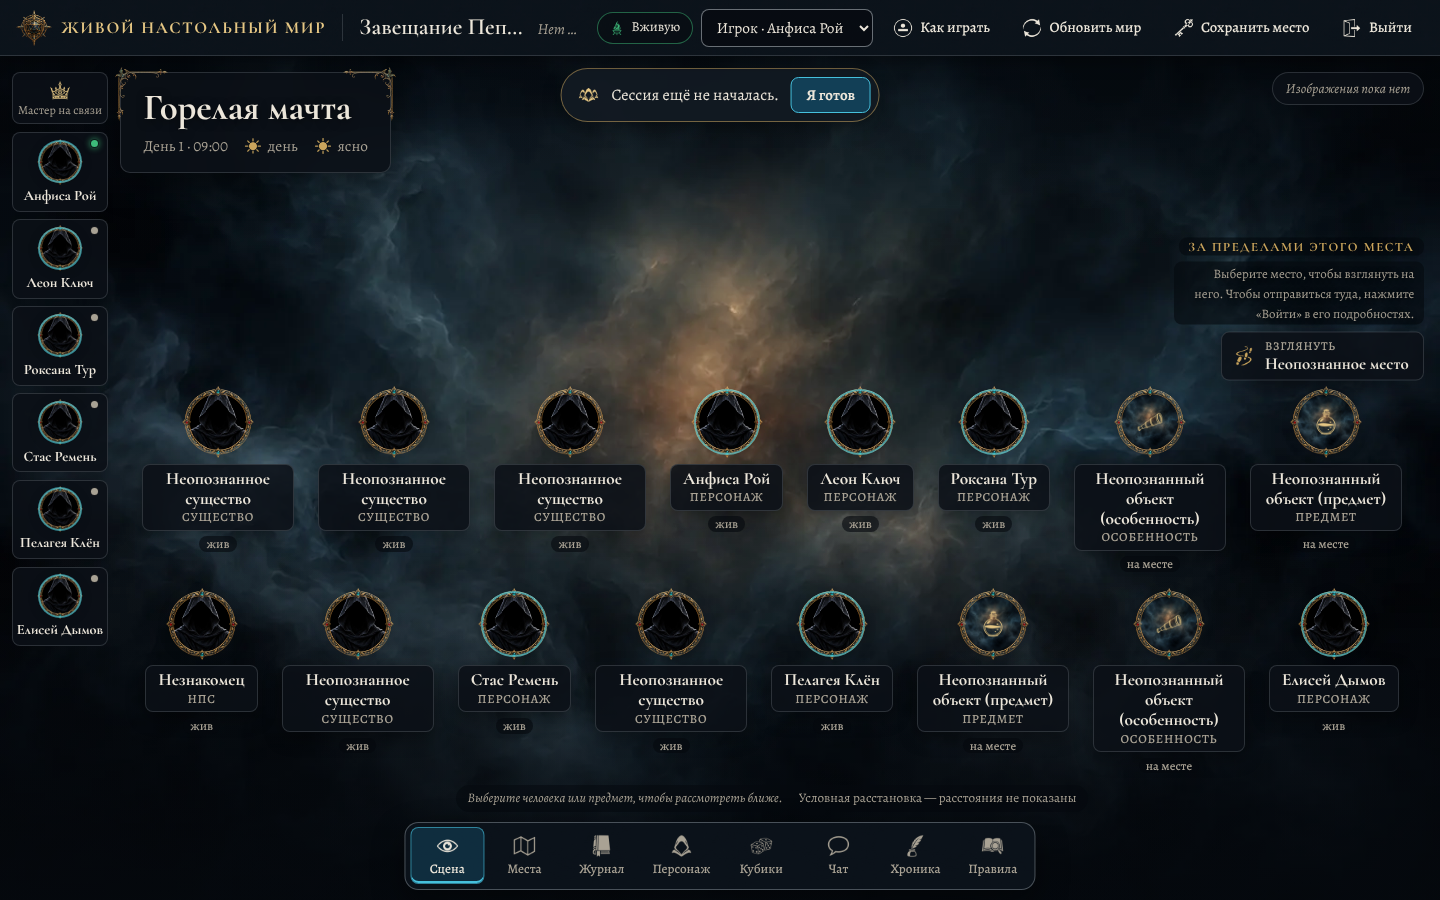 ЖИВОЙ НАСТОЛЬНЫЙ МИР
Завещание Пеп...
Нет ...
Вживую
Игрок · Анфиса Рой
Как играть
Обновить мир
Сохранить место
Выйти
Мастер на связи
Анфиса Рой
Леон Ключ
Роксана Тур
Стас Ремень
Пелагея Клён
Елисей Дымов
Горелая мачта
День 1 · 09:00
день
ясно
Сессия ещё не началась.
Я готов
Изображения пока нет
ЗА ПРЕДЕЛАМИ ЭТОГО МЕСТА
Выберите место, чтобы взглянуть на
него. Чтобы отправиться туда, нажмите
«Войти» в его подробностях.
ВЗГЛЯНУТЬ
Неопознанное место
Неопознанное
существо
СУЩЕСТВО
жив
Неопознанное
существо
СУЩЕСТВО
жив
Неопознанное
существо
СУЩЕСТВО
жив
Анфиса Рой
ПЕРСОНАЖ
жив
Леон Ключ
ПЕРСОНАЖ
жив
Роксана Тур
ПЕРСОНАЖ
жив
Неопознанный
объект
(особенность)
ОСОБЕННОСТЬ
на месте
Неопознанный
объект (предмет)
ПРЕДМЕТ
на месте
Незнакомец
НПС
жив
Неопознанное
существо
СУЩЕСТВО
жив
Стас Ремень
ПЕРСОНАЖ
жив
Неопознанное
существо
СУЩЕСТВО
жив
Пелагея Клён
ПЕРСОНАЖ
жив
Неопознанный
объект (предмет)
ПРЕДМЕТ
на месте
Неопознанный
объект
(особенность)
ОСОБЕННОСТЬ
на месте
Елисей Дымов
ПЕРСОНАЖ
жив
Выберите человека или предмет, чтобы рассмотреть ближе.
Условная расстановка — расстояния не показаны
Сцена
Места
Журнал
Персонаж
Кубики
Чат
Хроника
Правила